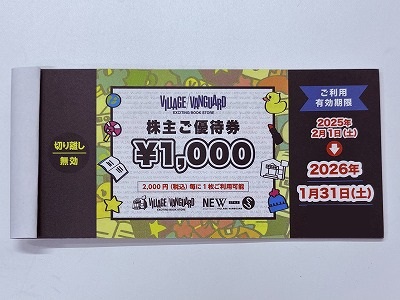 切り離し
無効
VILLAGE/VANGUARD
EXCITING BOOK STORE
株主ご優待券
¥1,000
2,000円(税込)毎に1枚ご利用可能
VILLAGE/VANGUARD
EXCITING BOOK STORE
NEW
S
ご利用
有効期限
2025年
2月1日(土)
2026年
1月31日(土)